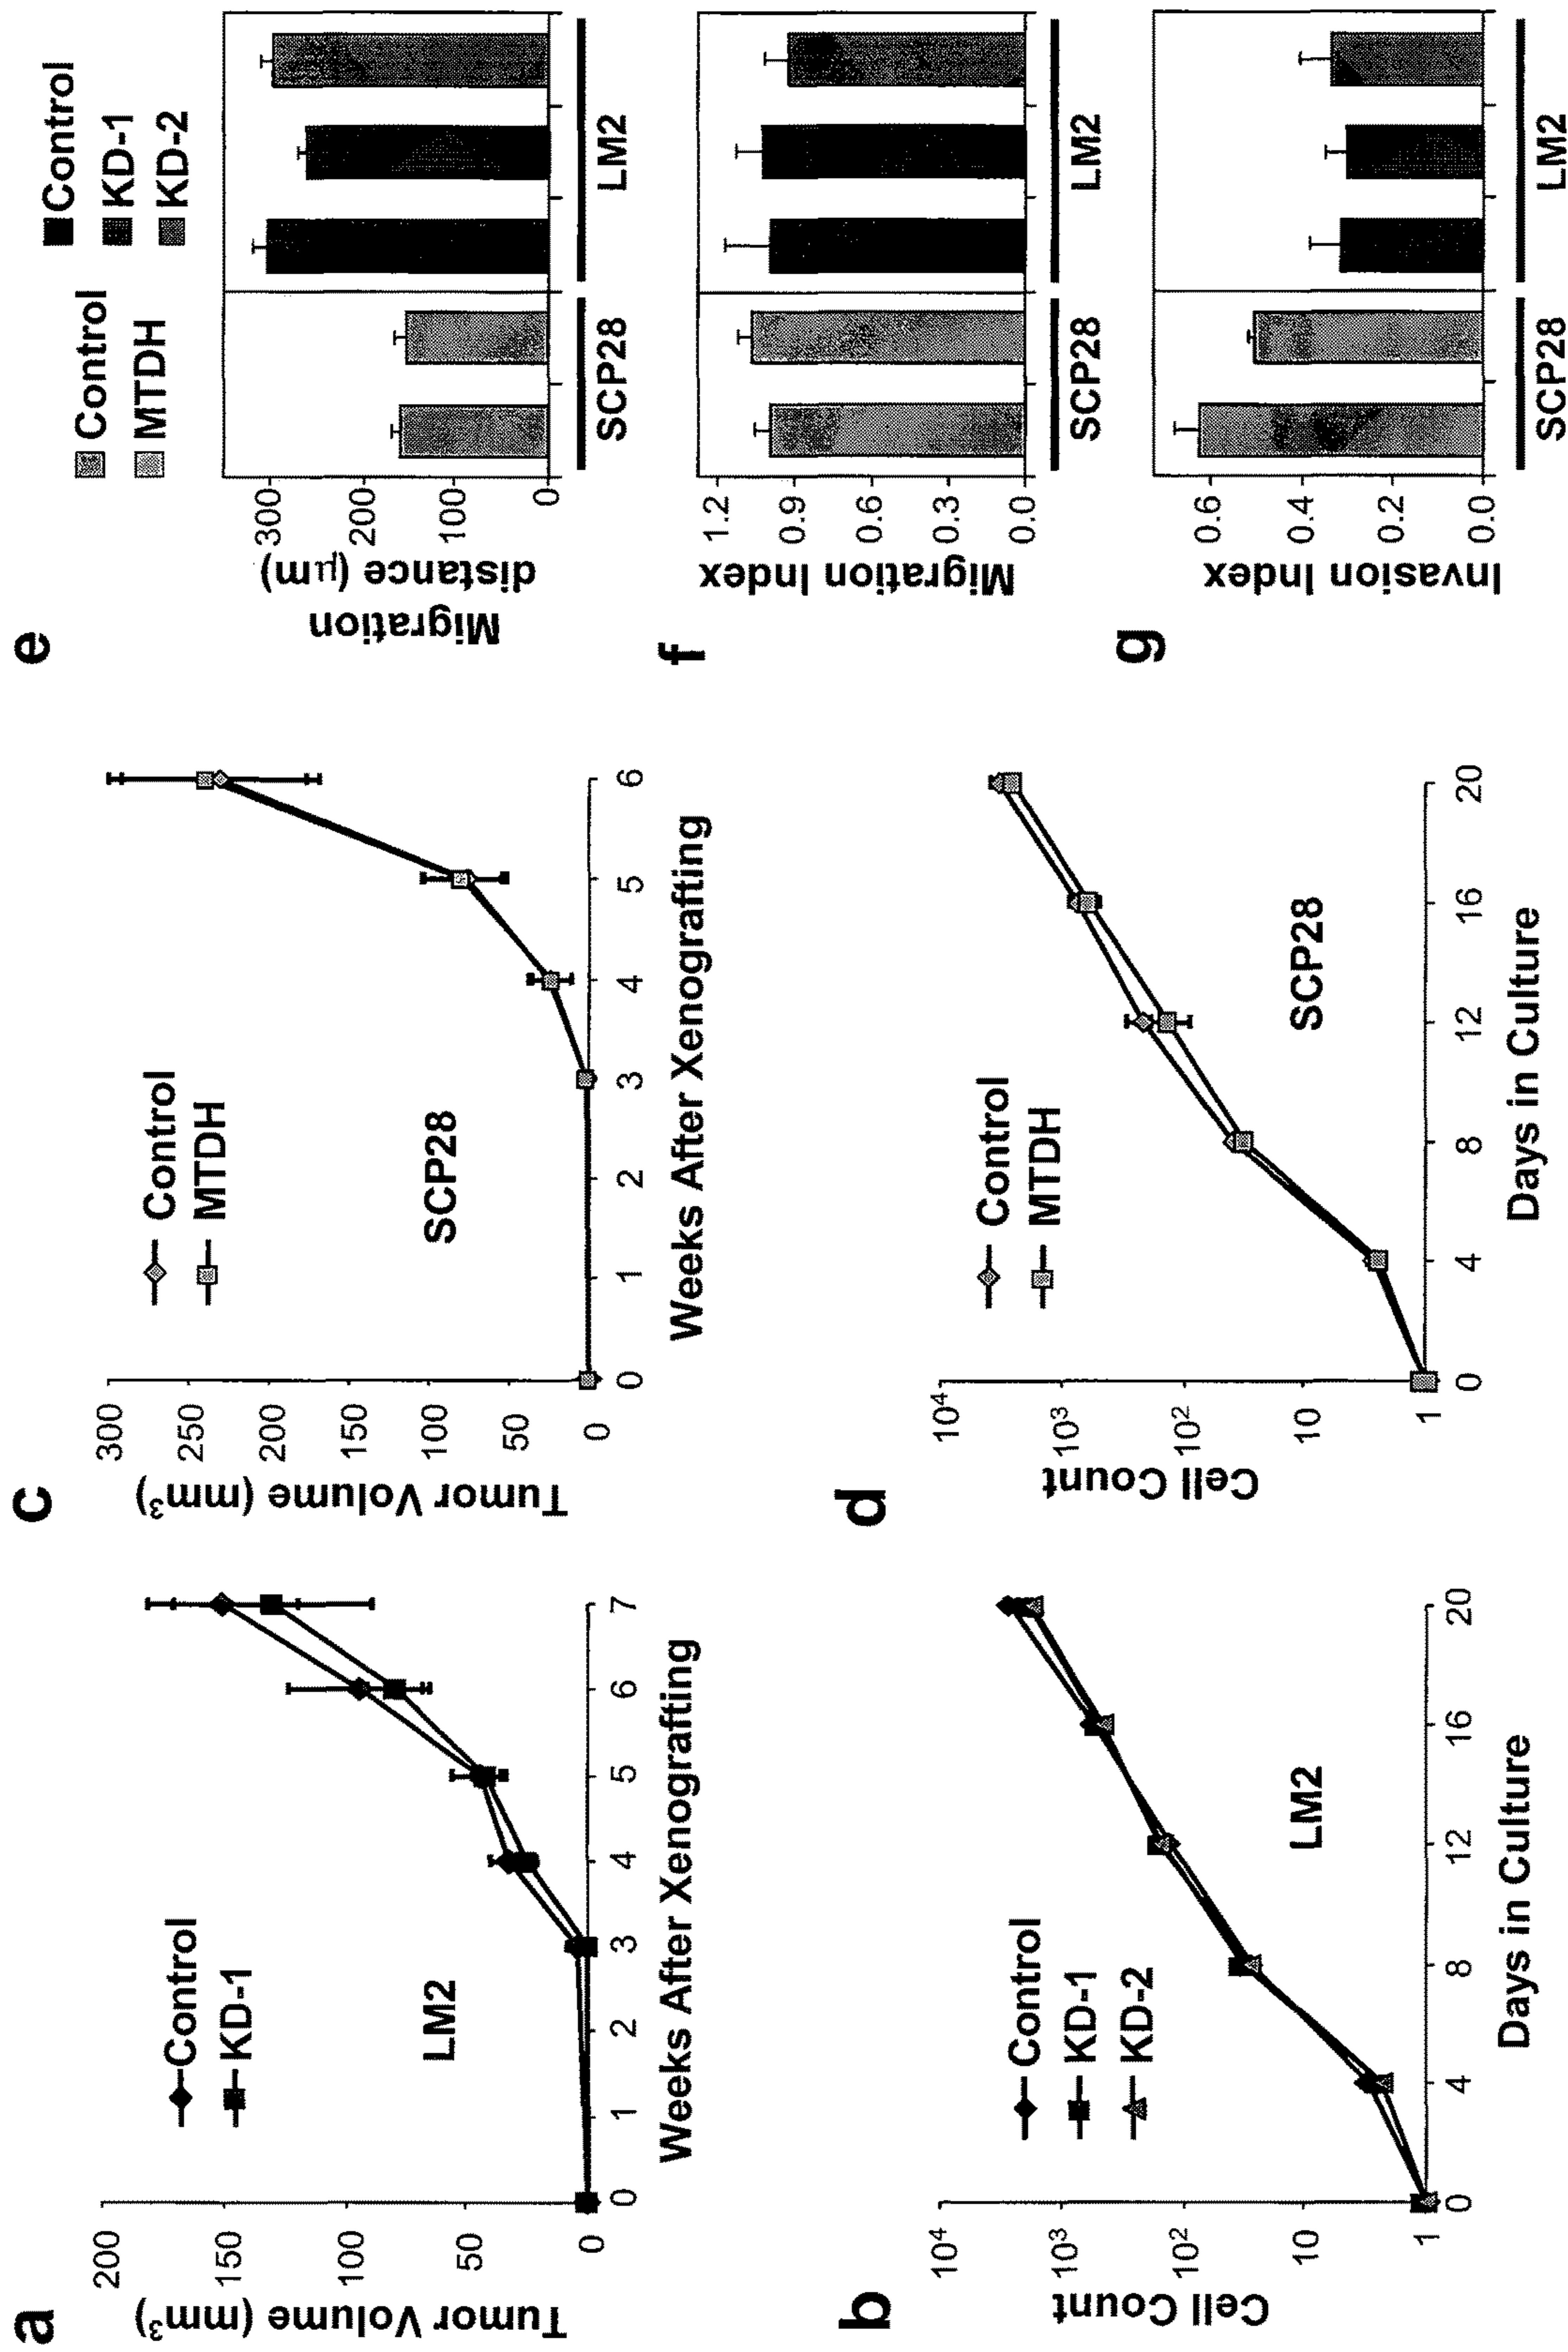 a
Tumor Volume (mm³)
200
150
100
50
0
Control
KD-1
LM2
0 1 2 3 4 5 6 7
Weeks After Xenografting
b
Cell Count
10⁴
10³
10²
10
1
Control
KD-1
KD-2
LM2
0 4 8 12 16 20
Days in Culture
c
Tumor Volume (mm³)
300
250
200
150
100
50
0
Control
MTDH
SCP28
0 1 2 3 4 5 6
Weeks After Xenografting
d
Cell Count
10⁴
10³
10²
10
1
Control
MTDH
SCP28
0 4 8 12 16 20
Days in Culture
e
Control
MTDH
Control
KD-1
KD-2
Migration
distance (μm)
300
200
100
0
SCP28 LM2
f
Migration Index
1.2
0.9
0.6
0.3
0.0
SCP28 LM2
g
Invasion Index
0.6
0.4
0.2
0.0
SCP28 LM2